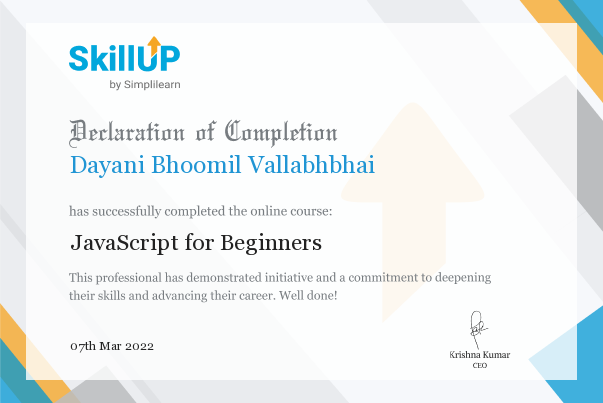 SkillUP
by Simplilearn
Declaration of Completion
Dayani Bhoomil Vallabhbhai
has successfully completed the online course:
JavaScript for Beginners
This professional has demonstrated initiative and a commitment to deepening
their skills and advancing their career. Well done!
07th Mar 2022
Krishna Kumar
CEO